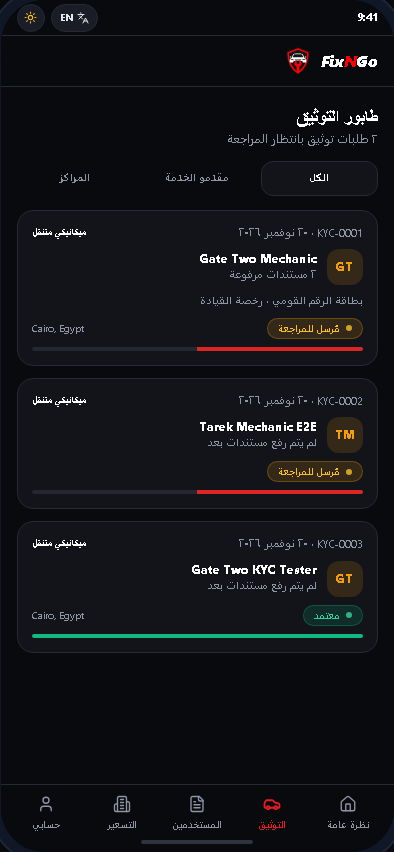 9:41
EN
FixNGo
طابور التوثيق
٢ طلبات توثيق بانتظار المراجعة
الكل
مقدمو الخدمة
المراكز
KYC-0001 · ٢٠ نوفمبر ٢٠٢٦
ميكانيكي متنقل
GT
Gate Two Mechanic
٢ مستندات مرفوعة
بطاقة الرقم القومي · رخصة القيادة
مُرسل للمراجعة
Cairo, Egypt
KYC-0002 · ٢٠ نوفمبر ٢٠٢٦
ميكانيكي متنقل
TM
Tarek Mechanic E2E
لم يتم رفع مستندات بعد
مُرسل للمراجعة
KYC-0003 · ٢٠ نوفمبر ٢٠٢٦
ميكانيكي متنقل
GT
Gate Two KYC Tester
لم يتم رفع مستندات بعد
معتمد
Cairo, Egypt
نظرة عامة
التوثيق
المستخدمين
التسعير
حسابي